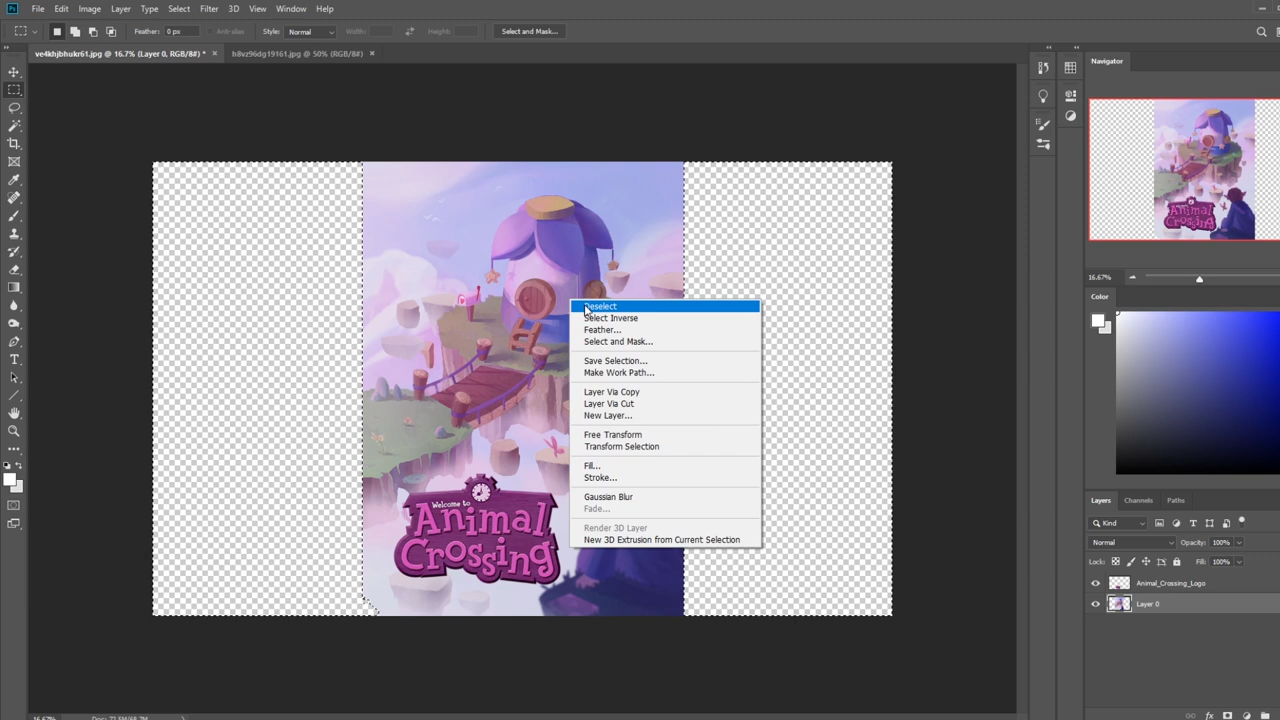 Ps File Edit Image Layer Type Select Filter 3D View Window Help
Feather: 0 px Anti-alias Style: Normal Width: Height: Select and Mask...
ve4khjbhukr61.jpg @ 16.7% (Layer 0, RGB/8#) * × h8vz96dg19161.jpg @ 50% (RGB/8#) ×
Navigator
16.67%
Color
Deselect
Select Inverse
Feather...
Select and Mask...
Save Selection...
Make Work Path...
Layer Via Copy
Layer Via Cut
New Layer...
Free Transform
Transform Selection
Fill...
Stroke...
Gaussian Blur
Fade...
Render 3D Layer
New 3D Extrusion from Current Selection
Welcome to
Animal
Crossing
Layers Channels Paths
Kind
Normal Opacity: 100%
Lock: Fill: 100%
Animal_Crossing_Logo
Layer 0
fx